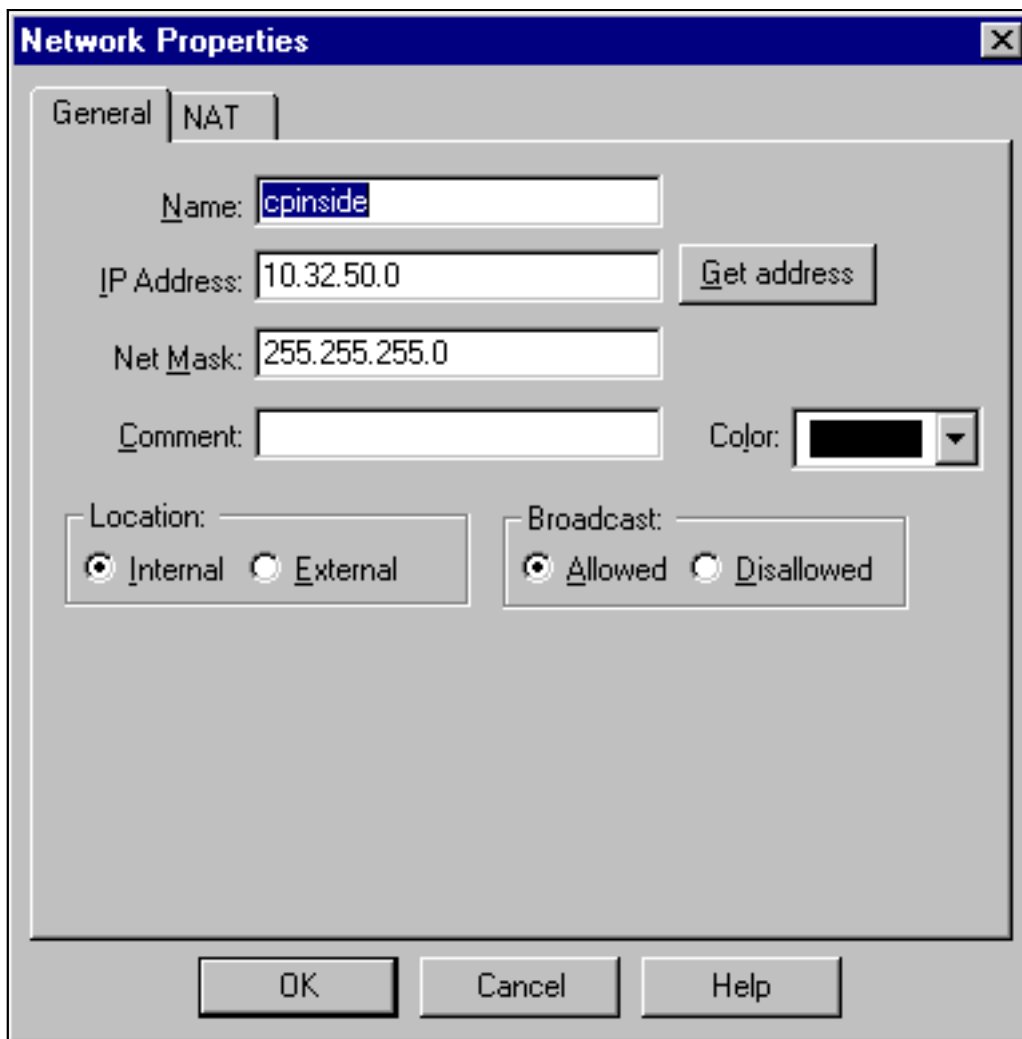 Network Properties
General NAT
Name: cpinside
IP Address: 10.32.50.0 Get address
Net Mask: 255.255.255.0
Comment: Color:
Location: Broadcast:
Internal External Allowed Disallowed
OK Cancel Help